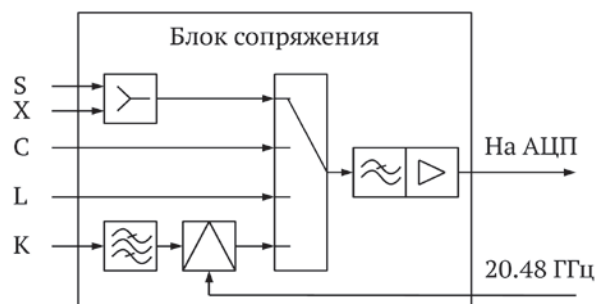 Блок сопряжения
S
X
C
L
K
На АЦП
20.48 ГГц